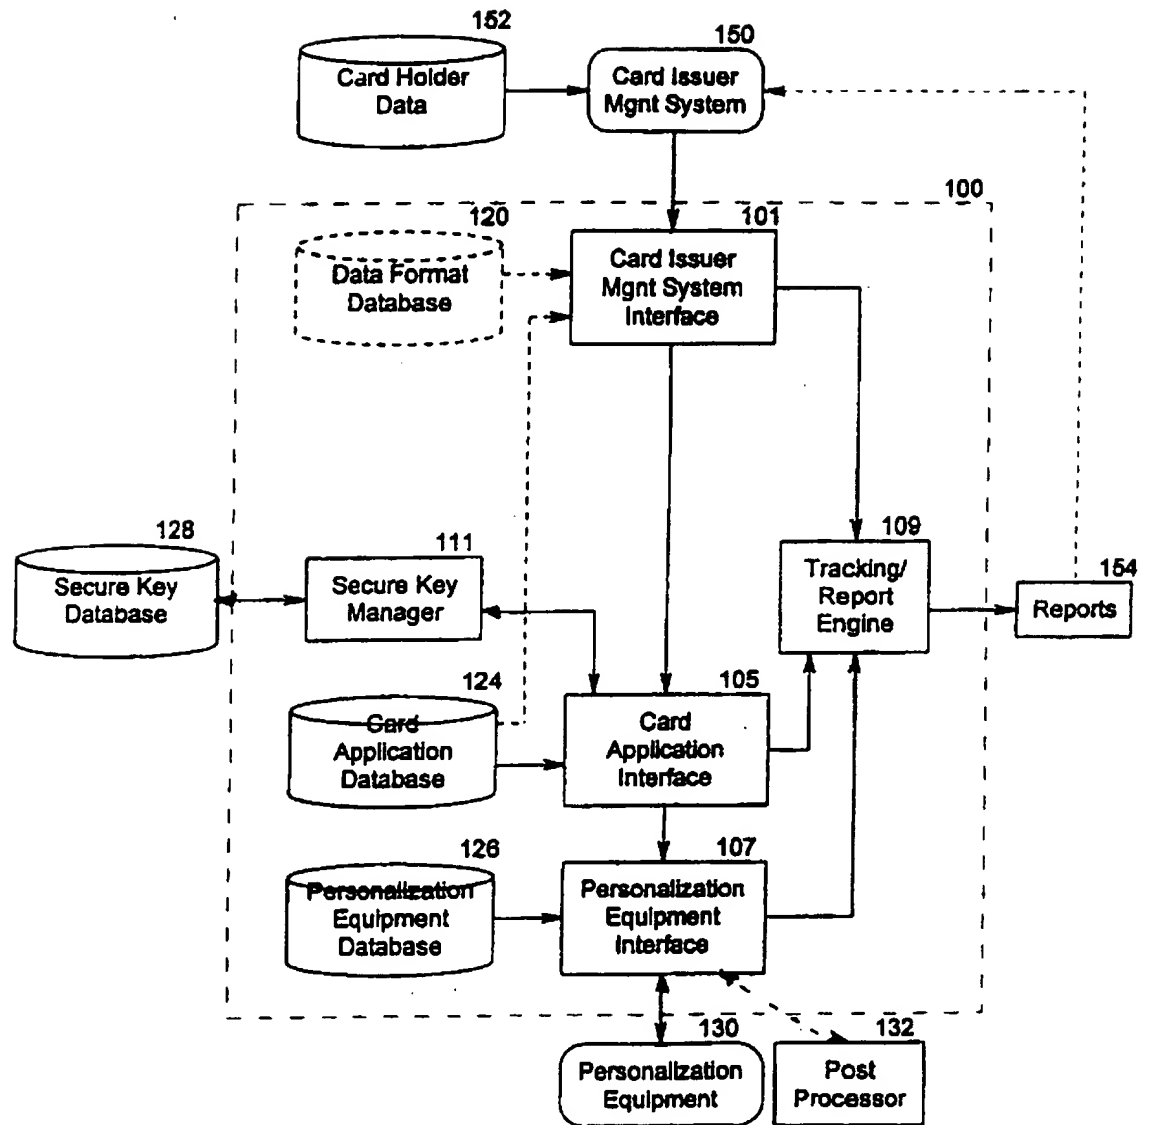 152
Card Holder
Data
150
Card Issuer
Mgnt System
100
120
Data Format
Database
101
Card Issuer
Mgnt System
Interface
128
Secure Key
Database
111
Secure Key
Manager
109
Tracking/
Report
Engine
154
Reports
124
Card
Application
Database
105
Card
Application
Interface
126
Personalization
Equipment
Database
107
Personalization
Equipment
Interface
130
Personalization
Equipment
132
Post
Processor